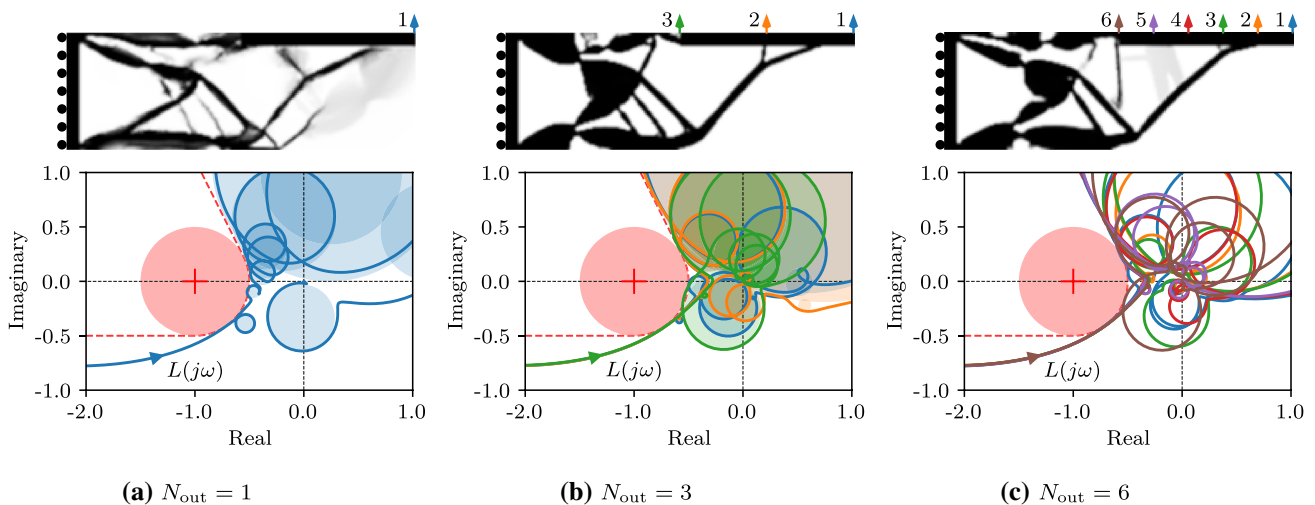 1
3 2 1
6 5 4 3 2 1
1.0
0.5
0.0
-0.5
-1.0
Imaginary
L(jω)
-2.0 -1.0 0.0 1.0
Real
1.0
0.5
0.0
-0.5
-1.0
Imaginary
L(jω)
-2.0 -1.0 0.0 1.0
Real
1.0
0.5
0.0
-0.5
-1.0
Imaginary
L(jω)
-2.0 -1.0 0.0 1.0
Real
(a) N_out = 1
(b) N_out = 3
(c) N_out = 6